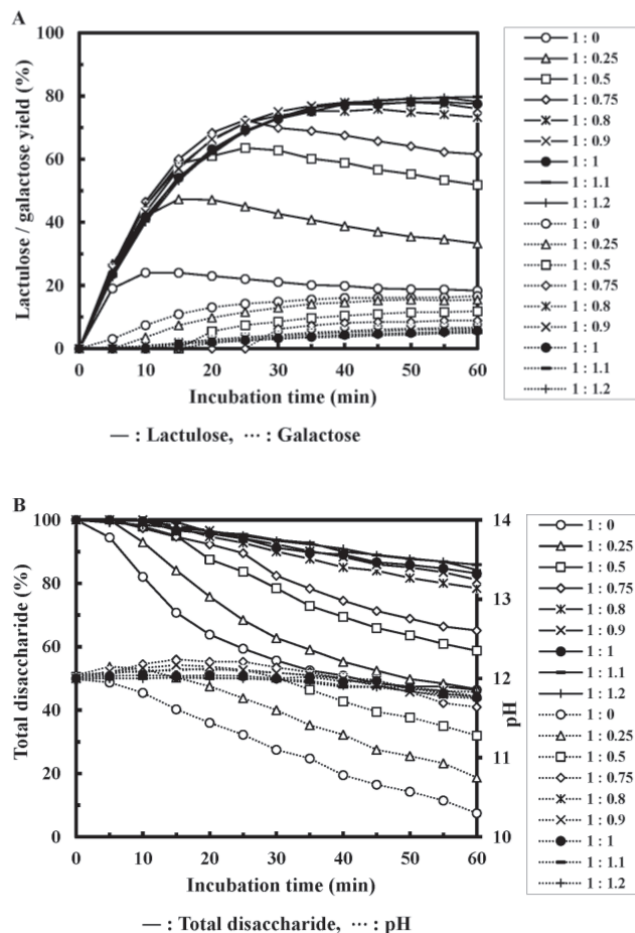 A
Lactulose / galactose yield (%)
100
80
60
40
20
0
0 10 20 30 40 50 60
Incubation time (min)
— : Lactulose, ··· : Galactose
1 : 0
1 : 0.25
1 : 0.5
1 : 0.75
1 : 0.8
1 : 0.9
1 : 1
1 : 1.1
1 : 1.2
1 : 0
1 : 0.25
1 : 0.5
1 : 0.75
1 : 0.8
1 : 0.9
1 : 1
1 : 1.1
1 : 1.2
B
Total disaccharide (%)
100
80
60
40
20
0
14
13
12
11
10
pH
0 10 20 30 40 50 60
Incubation time (min)
— : Total disaccharide, ··· : pH
1 : 0
1 : 0.25
1 : 0.5
1 : 0.75
1 : 0.8
1 : 0.9
1 : 1
1 : 1.1
1 : 1.2
1 : 0
1 : 0.25
1 : 0.5
1 : 0.75
1 : 0.8
1 : 0.9
1 : 1
1 : 1.1
1 : 1.2